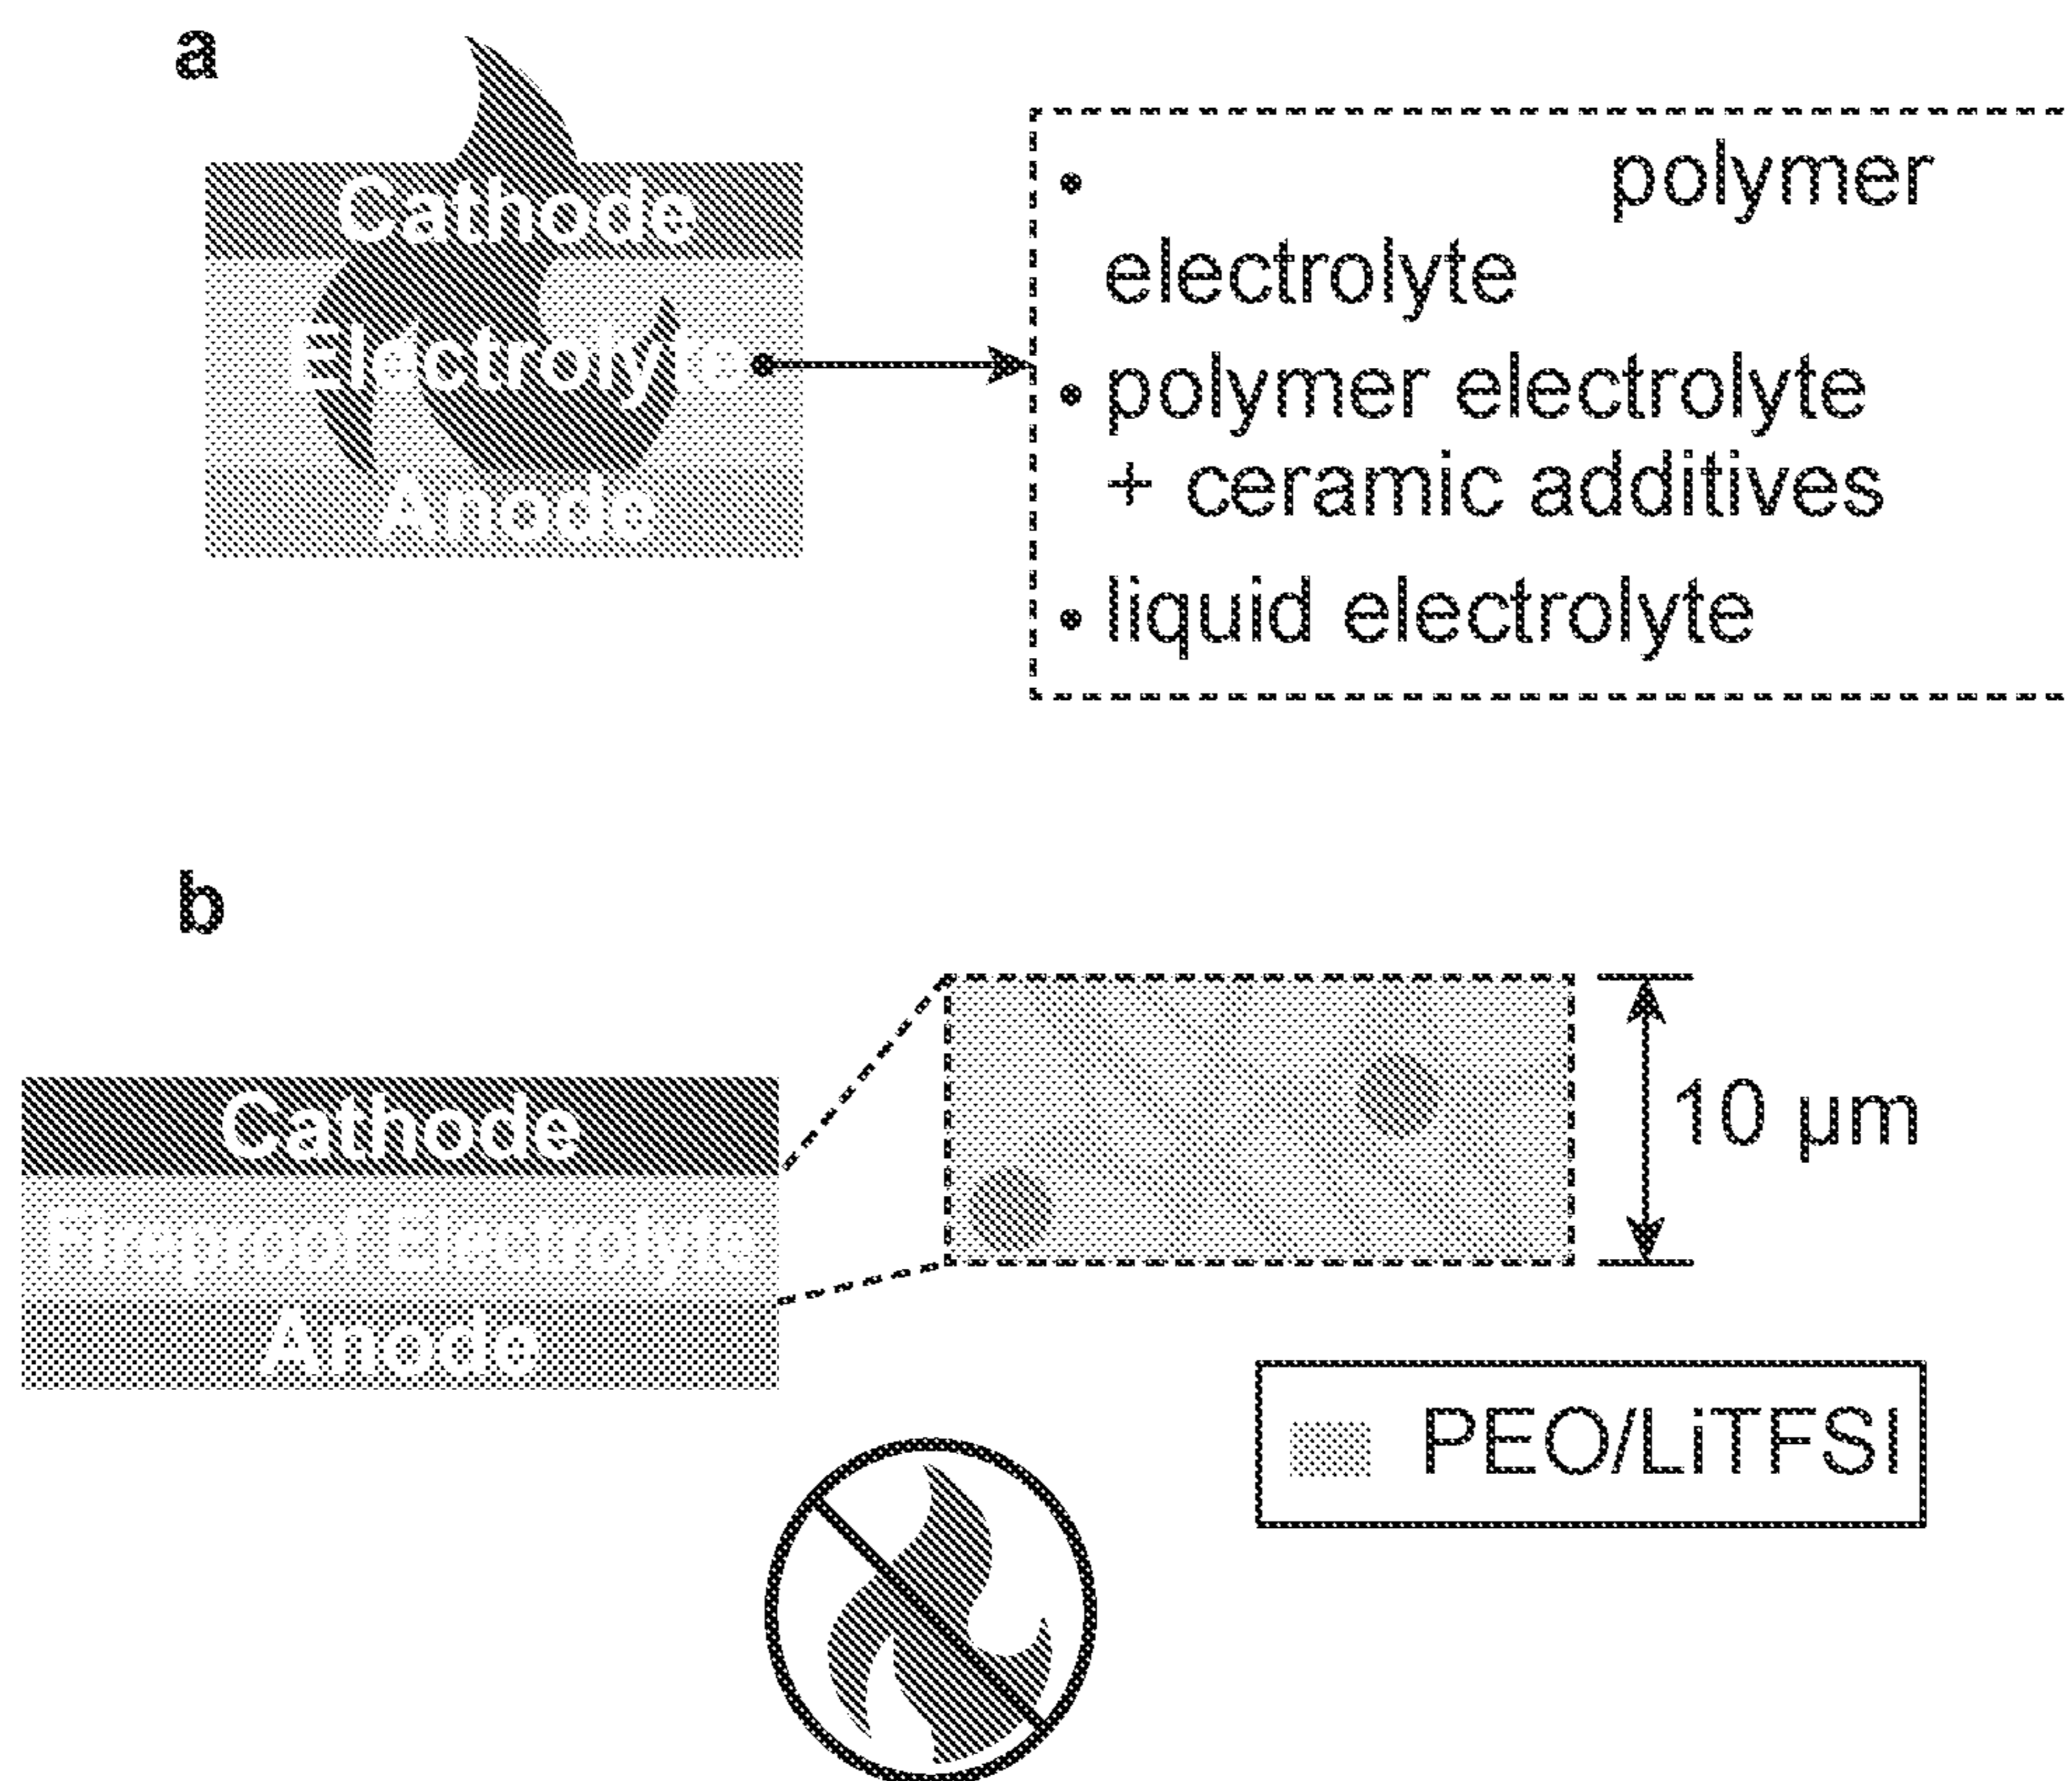 a
Cathode
Electrolyte
Anode
• polymer
electrolyte
• polymer electrolyte
+ ceramic additives
• liquid electrolyte
b
Cathode
Fireproof Electrolyte
Anode
10 μm
PEO/LiTFSI